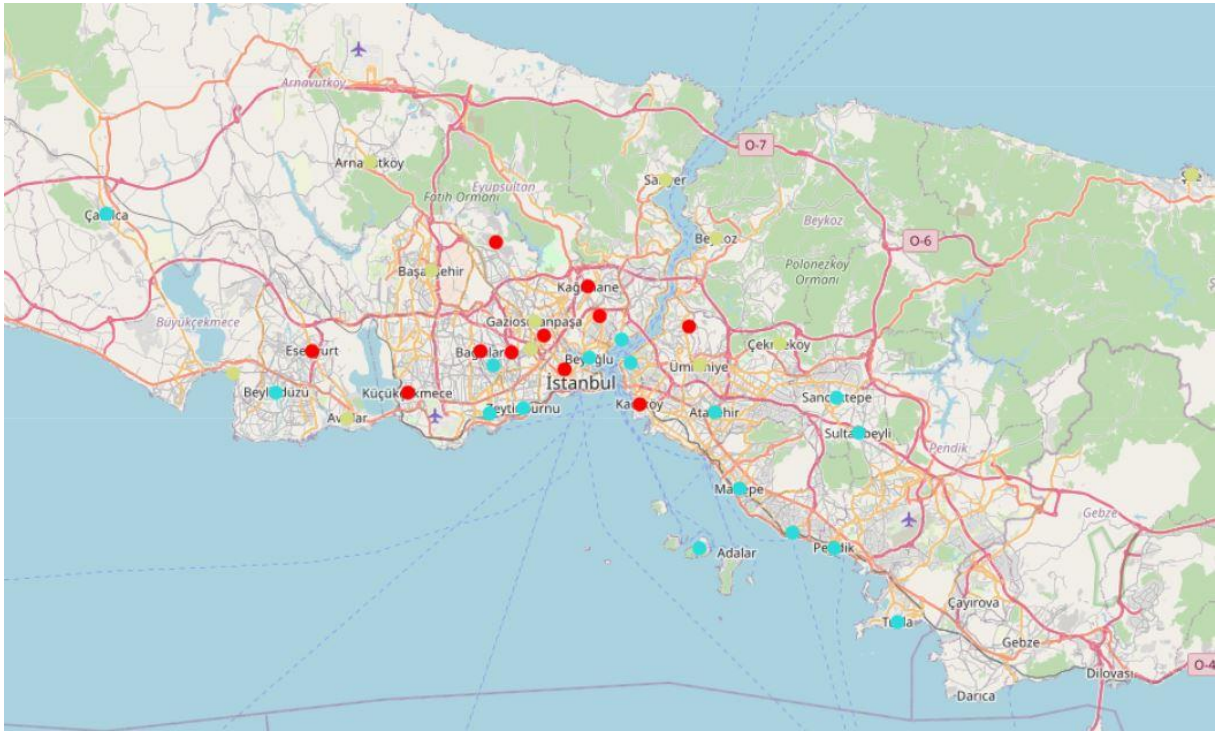 O-7
Arnavutköy
Arnavutköy
Sarıyer
Eyüpsultan
Fatih Ormanı
Çatalca
Beykoz
Beykoz
O-6
Polonezköy
Ormanı
Başakşehir
Kağıthane
Büyükçekmece
Gaziosmanpaşa
Esenyurt
Bağcılar
Beyoğlu
Çekmeköy
Ümraniye
İstanbul
Beylikdüzü
Küçükçekmece
Sancaktepe
Zeytinburnu
Kadıköy
Ataşehir
Avcılar
Sultanbeyli
Pendik
Maltepe
Gebze
Adalar
Pendik
Çayırova
Tuzla
Gebze
O-4
Dilovası
Darıca